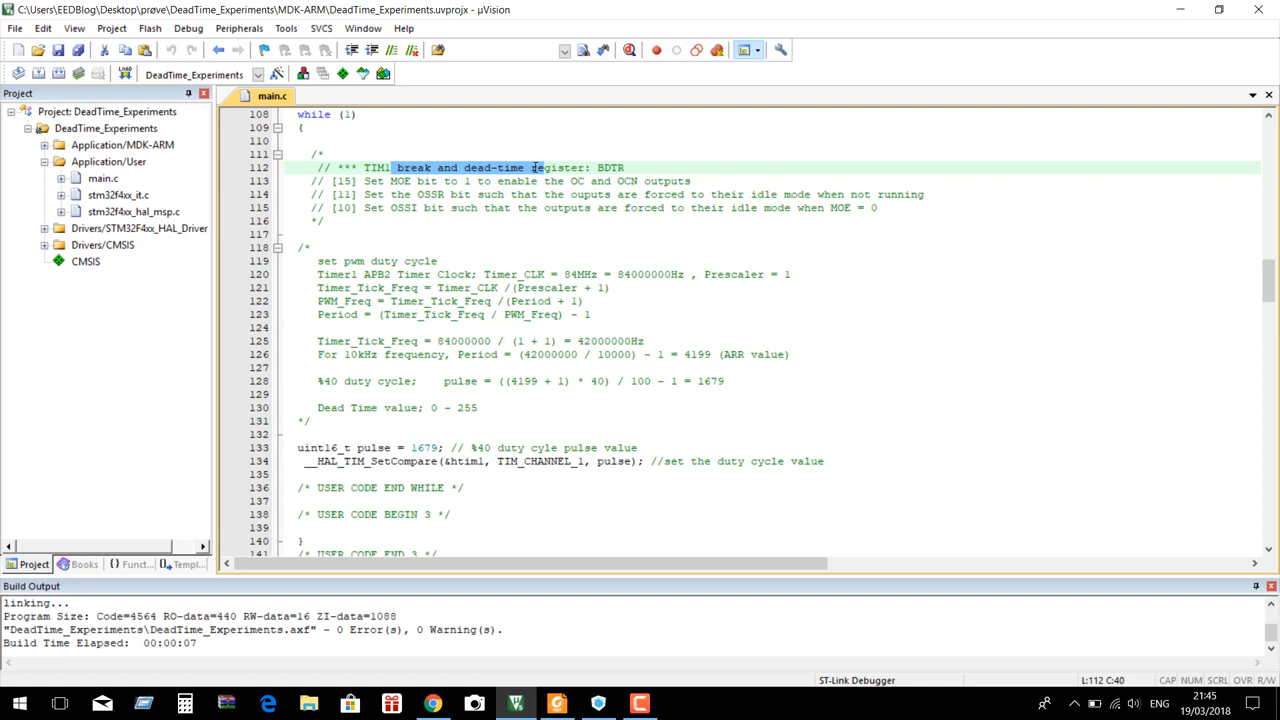 C:\Users\EEDBlog\Desktop\prøve\DeadTime_Experiments\MDK-ARM\DeadTime_Experiments.uvprojx - µVision
File Edit View Project Flash Debug Peripherals Tools SVCS Window Help
LOAD DeadTime_Experiments
Project
Project: DeadTime_Experiments
DeadTime_Experiments
Application/MDK-ARM
Application/User
main.c
stm32f4xx_it.c
stm32f4xx_hal_msp.c
Drivers/STM32F4xx_HAL_Driver
Drivers/CMSIS
CMSIS
Project Books Funct... Templ...
main.c
108 while (1)
109 {
110
111 /*
112 // *** TIM1 break and dead-time register: BDTR
113 // [15] Set MOE bit to 1 to enable the OC and OCN outputs
114 // [11] Set the OSSR bit such that the ouputs are forced to their idle mode when not running
115 // [10] Set OSSI bit such that the outputs are forced to their idle mode when MOE = 0
116 */
117
118 /*
119 set pwm duty cycle
120 Timer1 APB2 Timer Clock; Timer_CLK = 84MHz = 84000000Hz , Prescaler = 1
121 Timer_Tick_Freq = Timer_CLK /(Prescaler + 1)
122 PWM_Freq = Timer_Tick_Freq /(Period + 1)
123 Period = (Timer_Tick_Freq / PWM_Freq) - 1
124
125 Timer_Tick_Freq = 84000000 / (1 + 1) = 42000000Hz
126 For 10kHz frequency, Period = (42000000 / 10000) - 1 = 4199 (ARR value)
127
128 %40 duty cycle; pulse = ((4199 + 1) * 40) / 100 - 1 = 1679
129
130 Dead Time value; 0 - 255
131 */
132
133 uint16_t pulse = 1679; // %40 duty cyle pulse value
134 __HAL_TIM_SetCompare(&htim1, TIM_CHANNEL_1, pulse); //set the duty cycle value
135
136 /* USER CODE END WHILE */
137
138 /* USER CODE BEGIN 3 */
139
140 }
141 /* USER CODE END 3 */
Build Output
linking...
Program Size: Code=4564 RO-data=440 RW-data=16 ZI-data=1088
"DeadTime_Experiments\DeadTime_Experiments.axf" - 0 Error(s), 0 Warning(s).
Build Time Elapsed: 00:00:07
ST-Link Debugger L:112 C:40 CAP NUM SCRL OVR R/W
ENG
21:45
19/03/2018